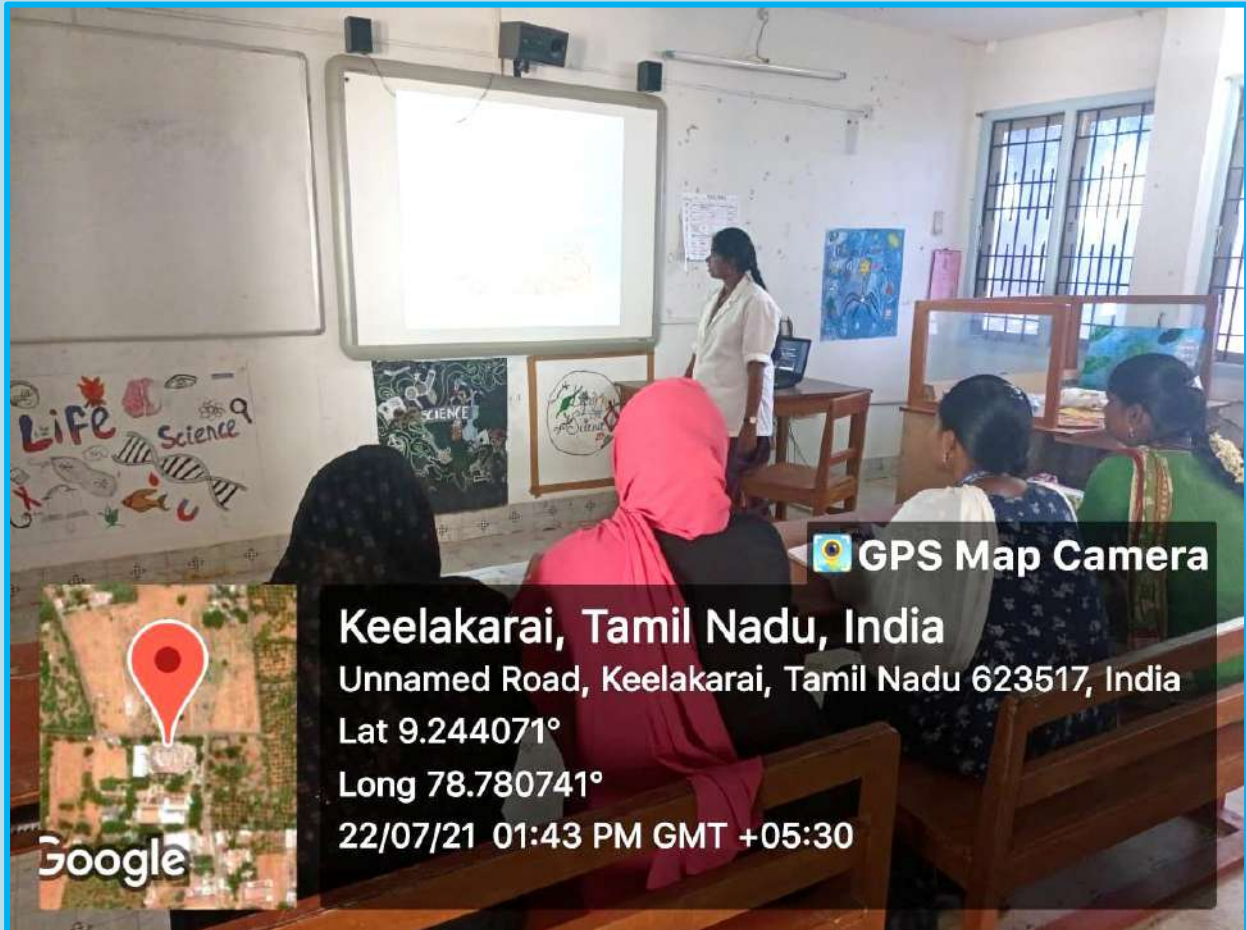 Life
Science
SCIENCE
GPS Map Camera
Keelakarai, Tamil Nadu, India
Unnamed Road, Keelakarai, Tamil Nadu 623517, India
Lat 9.244071°
Long 78.780741°
22/07/21 01:43 PM GMT +05:30
Google